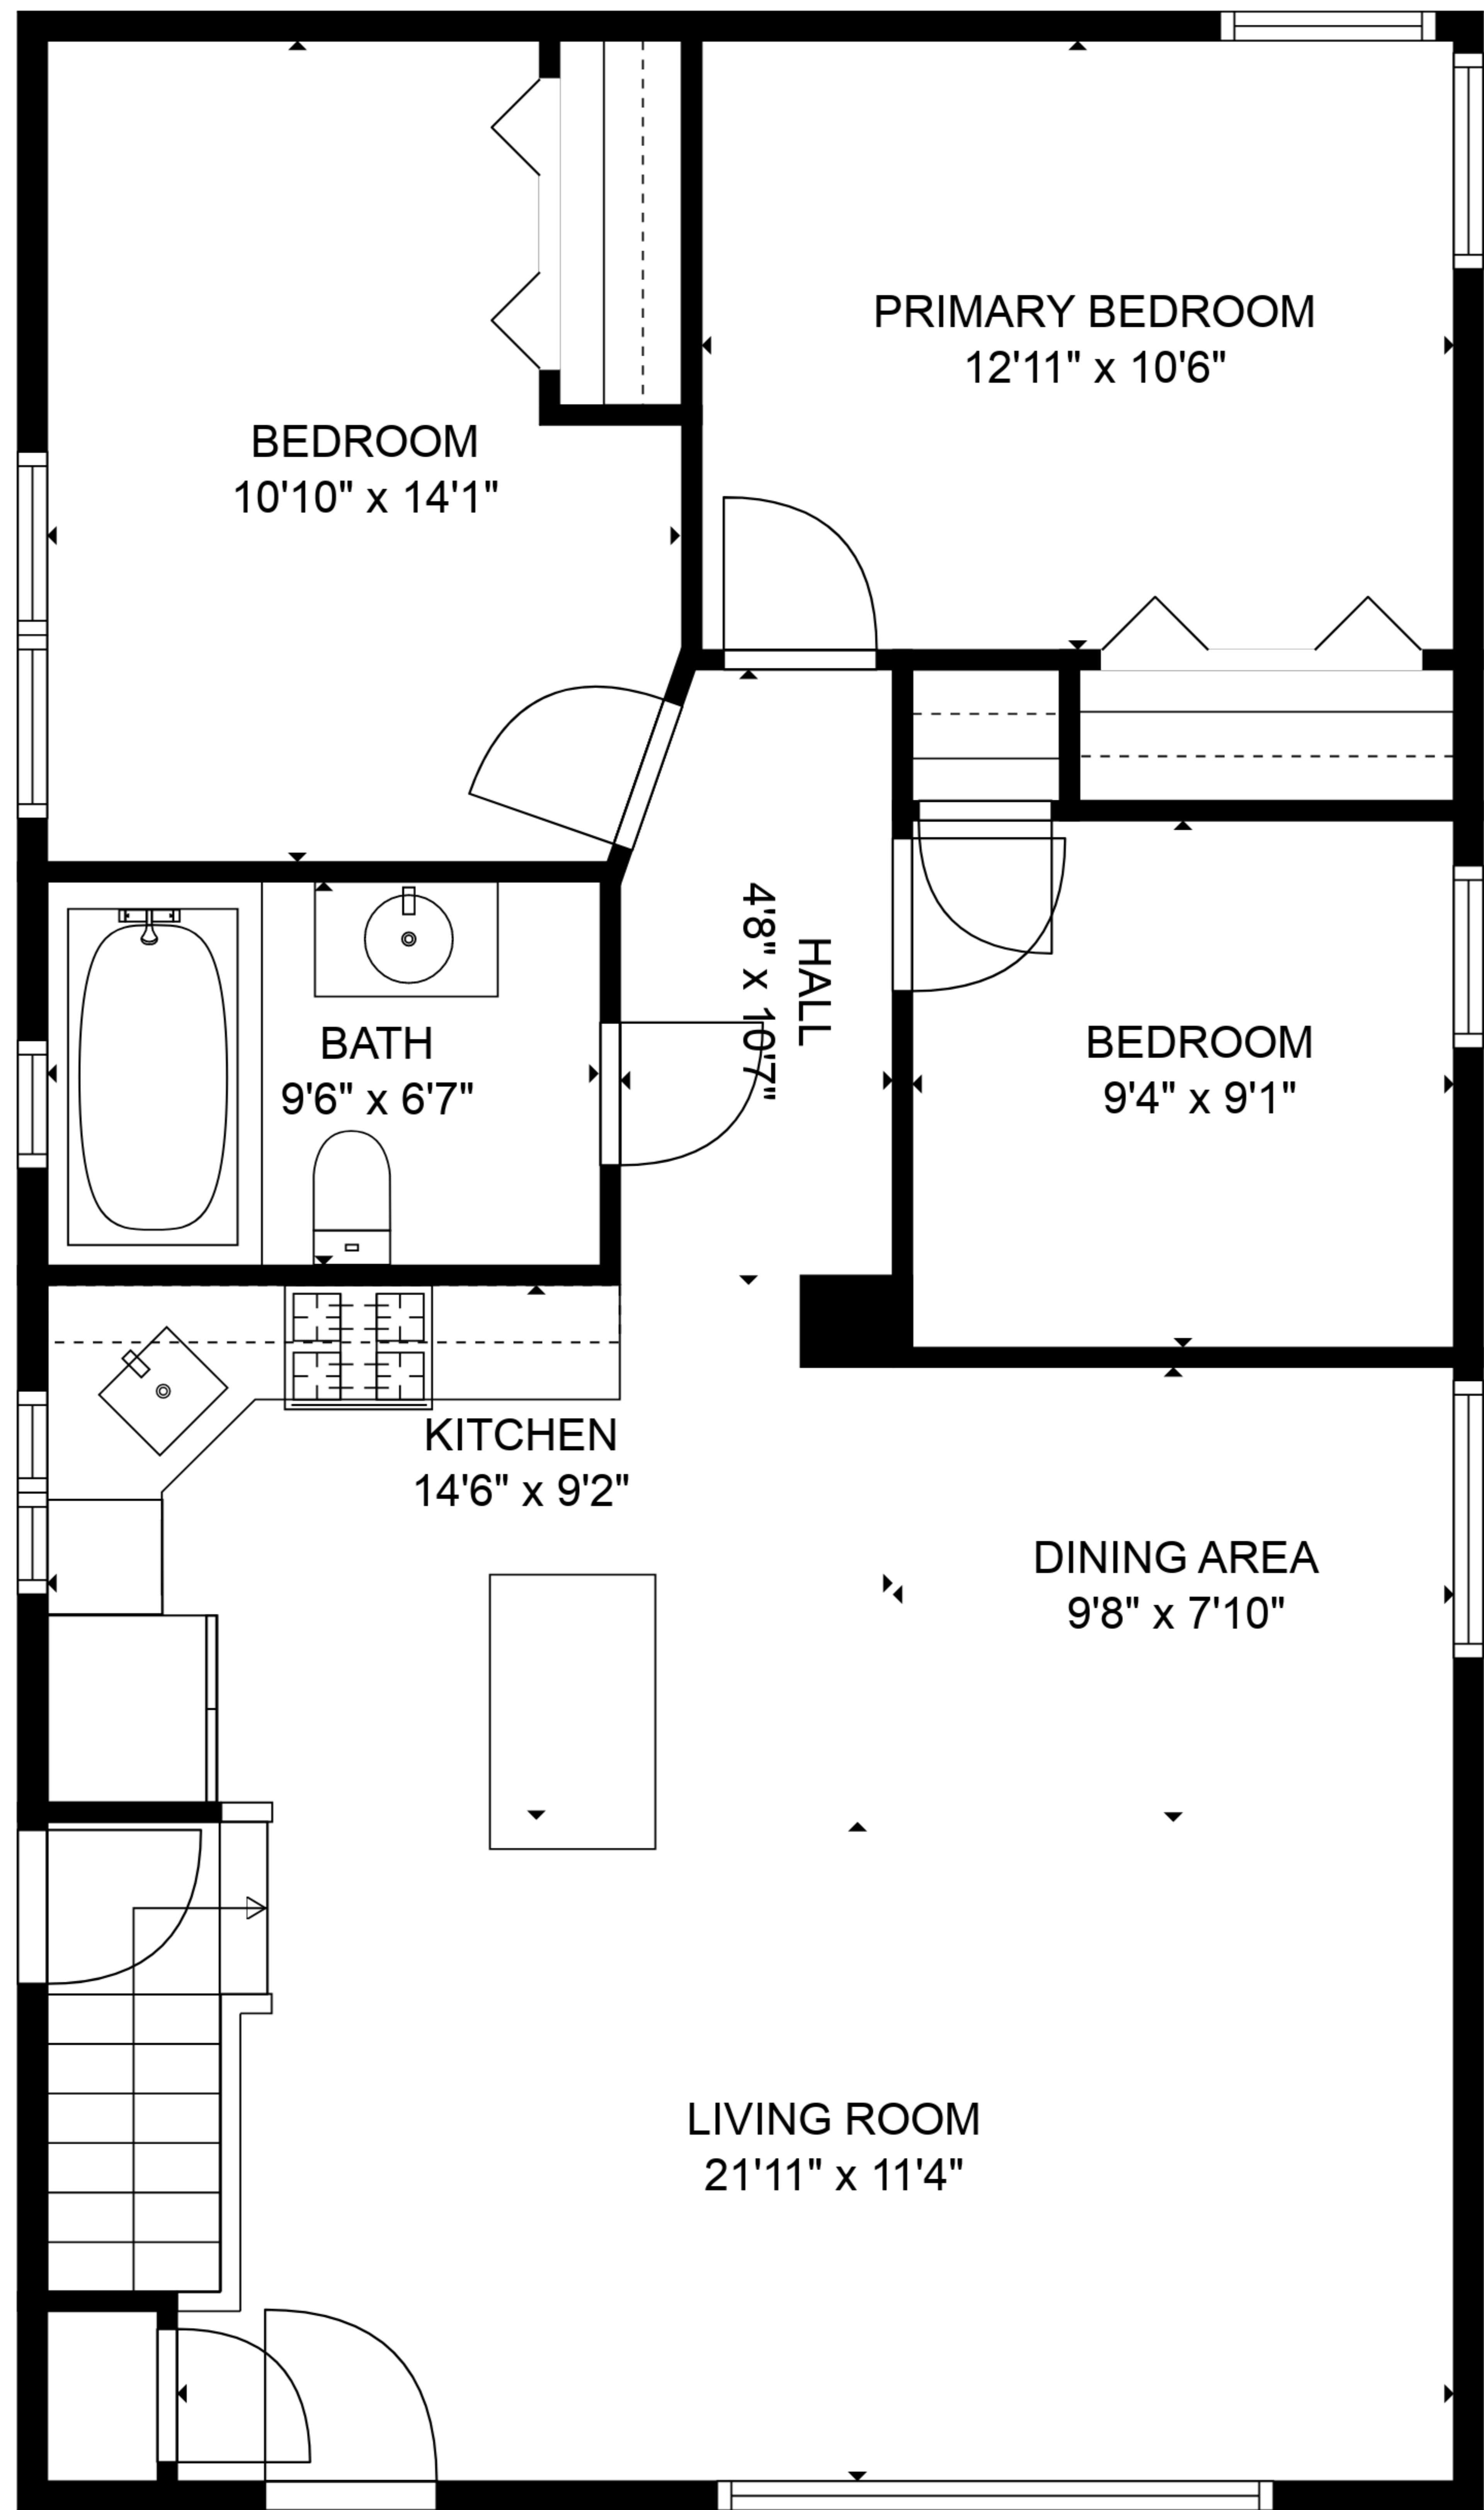 PRIMARY BEDROOM
12'11" x 10'6"
BEDROOM
10'10" x 14'1"
HALL
4'8" x 10'7"
BATH
9'6" x 6'7"
BEDROOM
9'4" x 9'1"
KITCHEN
14'6" x 9'2"
DINING AREA
9'8" x 7'10"
LIVING ROOM
21'11" x 11'4"